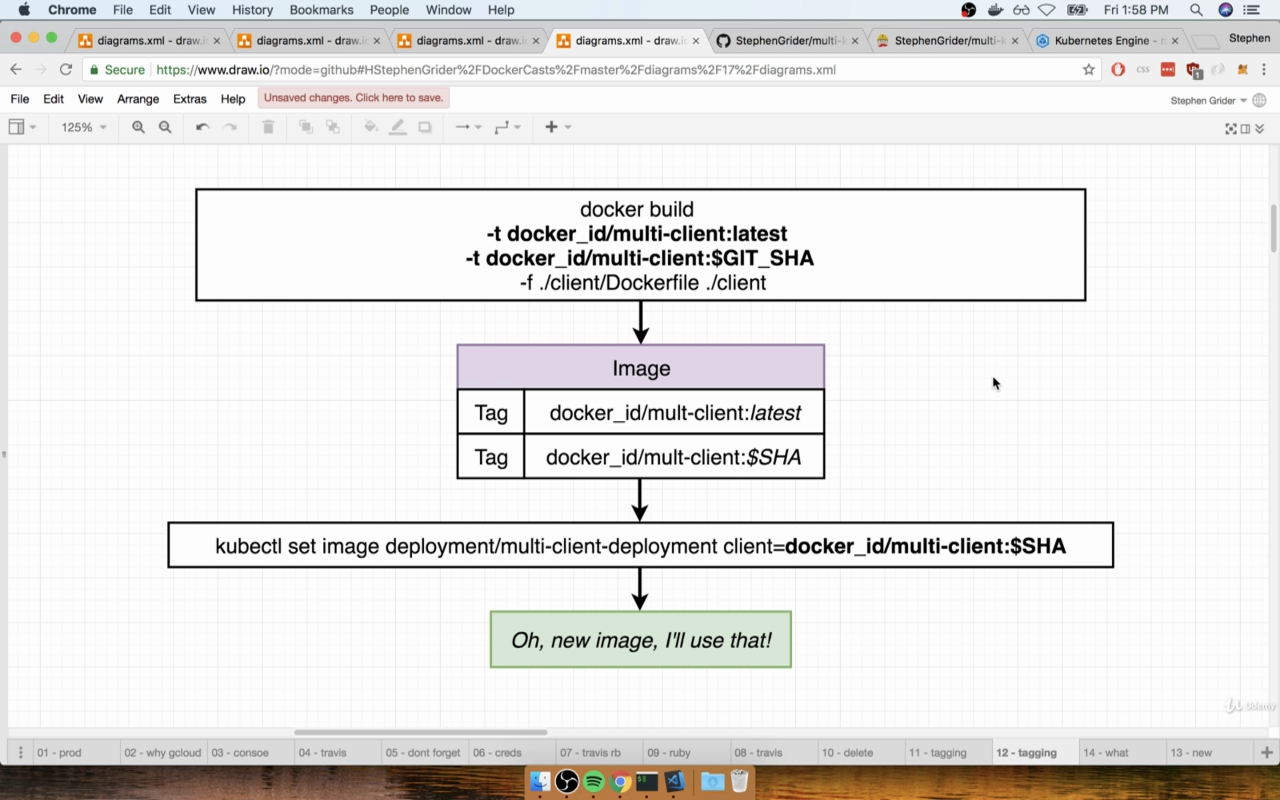 Chrome File Edit View History Bookmarks People Window Help Fri 1:58 PM
diagrams.xml - draw.i diagrams.xml - draw.i diagrams.xml - draw.i diagrams.xml - draw.i StephenGrider/multi-k StephenGrider/multi-k Kubernetes Engine - Stephen
Secure https://www.draw.io/?mode=github#HStephenGrider%2FDockerCasts%2Fmaster%2Fdiagrams%2F17%2Fdiagrams.xml
File Edit View Arrange Extras Help Unsaved changes. Click here to save. Stephen Grider
125%
docker build
-t docker_id/multi-client:latest
-t docker_id/multi-client:$GIT_SHA
-f ./client/Dockerfile ./client
Image
Tag docker_id/mult-client:latest
Tag docker_id/mult-client:$SHA
kubectl set image deployment/multi-client-deployment client=docker_id/multi-client:$SHA
Oh, new image, I'll use that!
Udemy
01 - prod 02 - why gcloud 03 - consoe 04 - travis 05 - dont forget 06 - creds 07 - travis rb 09 - ruby 08 - travis 10 - delete 11 - tagging 12 - tagging 14 - what 13 - new